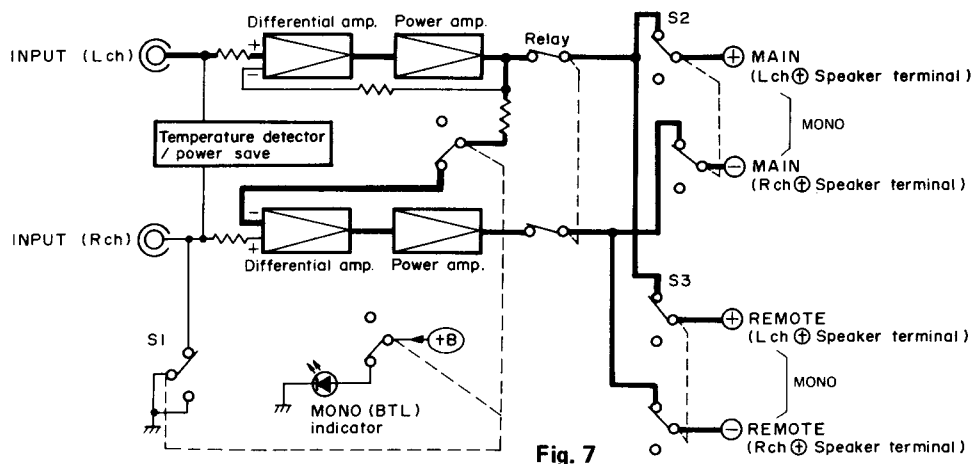 Differential amp.
Power amp.
S2
INPUT (Lch)
+
−
Relay
+
MAIN
(Lch⊕ Speaker terminal)
MONO
Temperature detector
/ power save
−
MAIN
(Rch⊕ Speaker terminal)
−
INPUT (Rch)
+
Differential amp.
Power amp.
S3
+
REMOTE
(Lch⊕ Speaker terminal)
S1
+B
MONO
MONO (BTL)
indicator
−
REMOTE
(Rch⊕ Speaker terminal)
Fig. 7